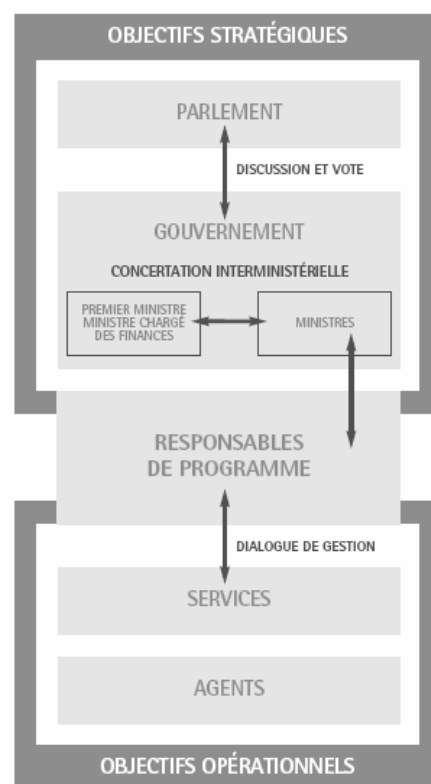 OBJECTIFS STRATÉGIQUES
PARLEMENT
DISCUSSION ET VOTE
GOUVERNEMENT
CONCERTATION INTERMINISTÉRIELLE
PREMIER MINISTRE
MINISTRE CHARGÉ
DES FINANCES
MINISTRES
RESPONSABLES
DE PROGRAMME
DIALOGUE DE GESTION
SERVICES
AGENTS
OBJECTIFS OPÉRATIONNELS